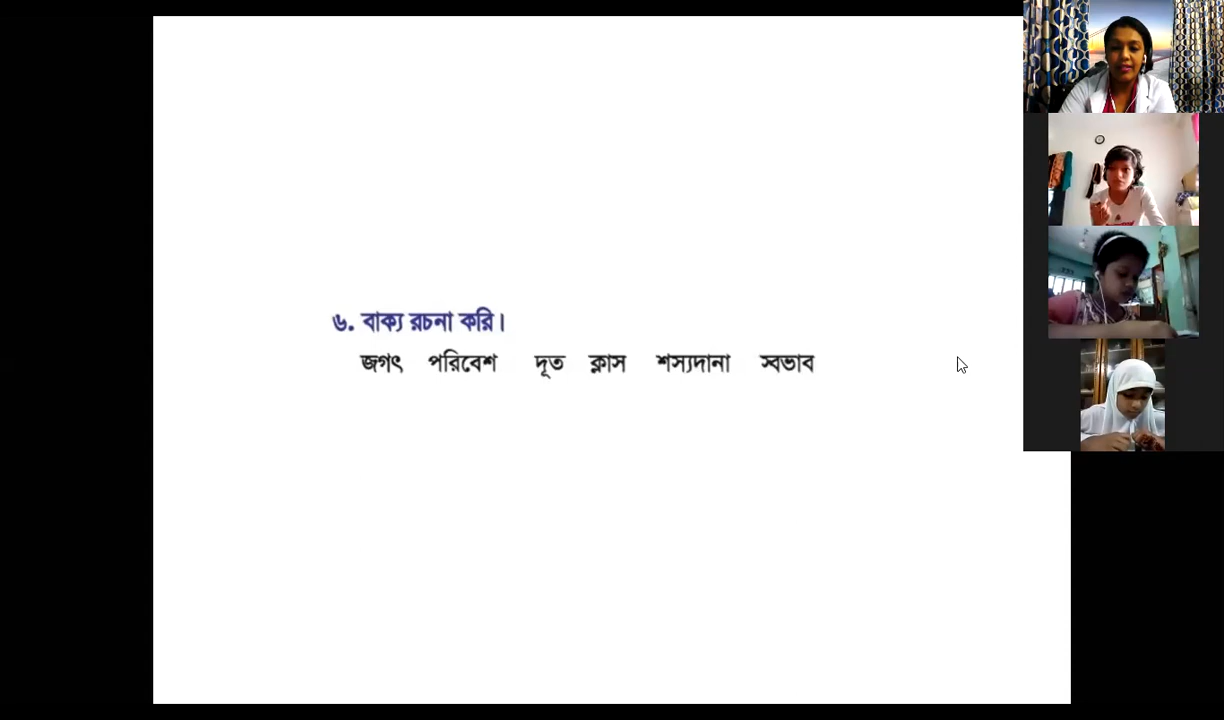 ৬. বাক্য রচনা করি।
জগৎ পরিবেশ দূত ক্লাস শস্যদানা স্বভাব